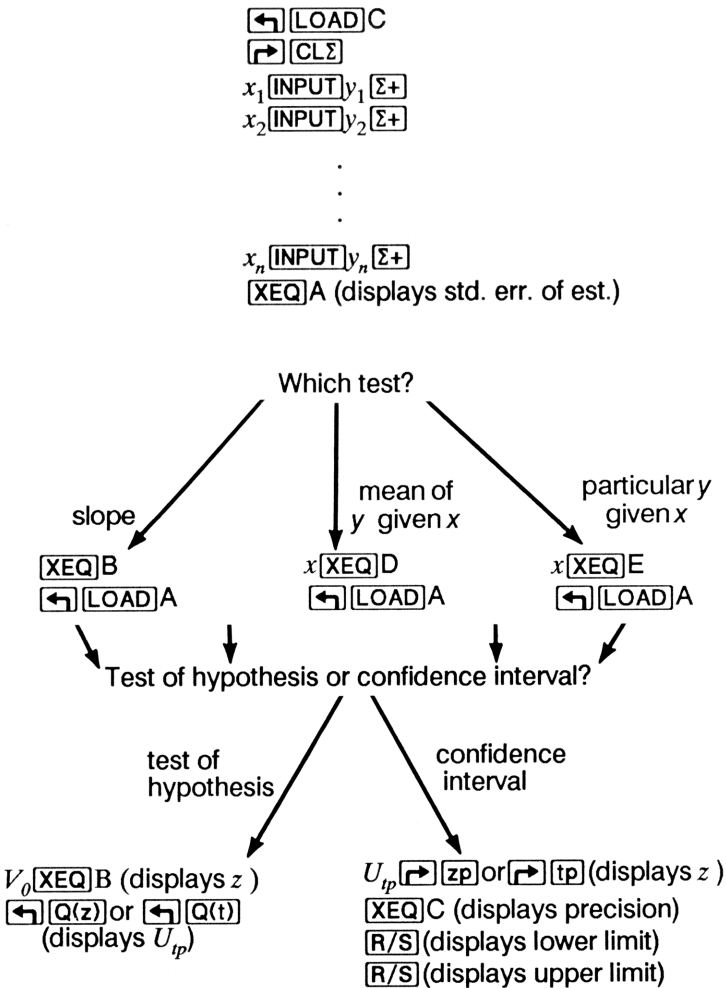 ↰ LOAD C
↱ CLΣ
x₁ INPUT y₁ Σ+
x₂ INPUT y₂ Σ+
.
.
.
xₙ INPUT yₙ Σ+
XEQ A (displays std. err. of est.)
Which test?
slope
mean of
y given x
particular y
given x
XEQ B
↰ LOAD A
x XEQ D
↰ LOAD A
x XEQ E
↰ LOAD A
Test of hypothesis or confidence interval?
test of
hypothesis
confidence
interval
V₀ XEQ B (displays z )
↰ Q(z) or ↰ Q(t)
(displays Uₜₚ)
Uₜₚ ↱ zp or ↱ tp (displays z )
XEQ C (displays precision)
R/S (displays lower limit)
R/S (displays upper limit)